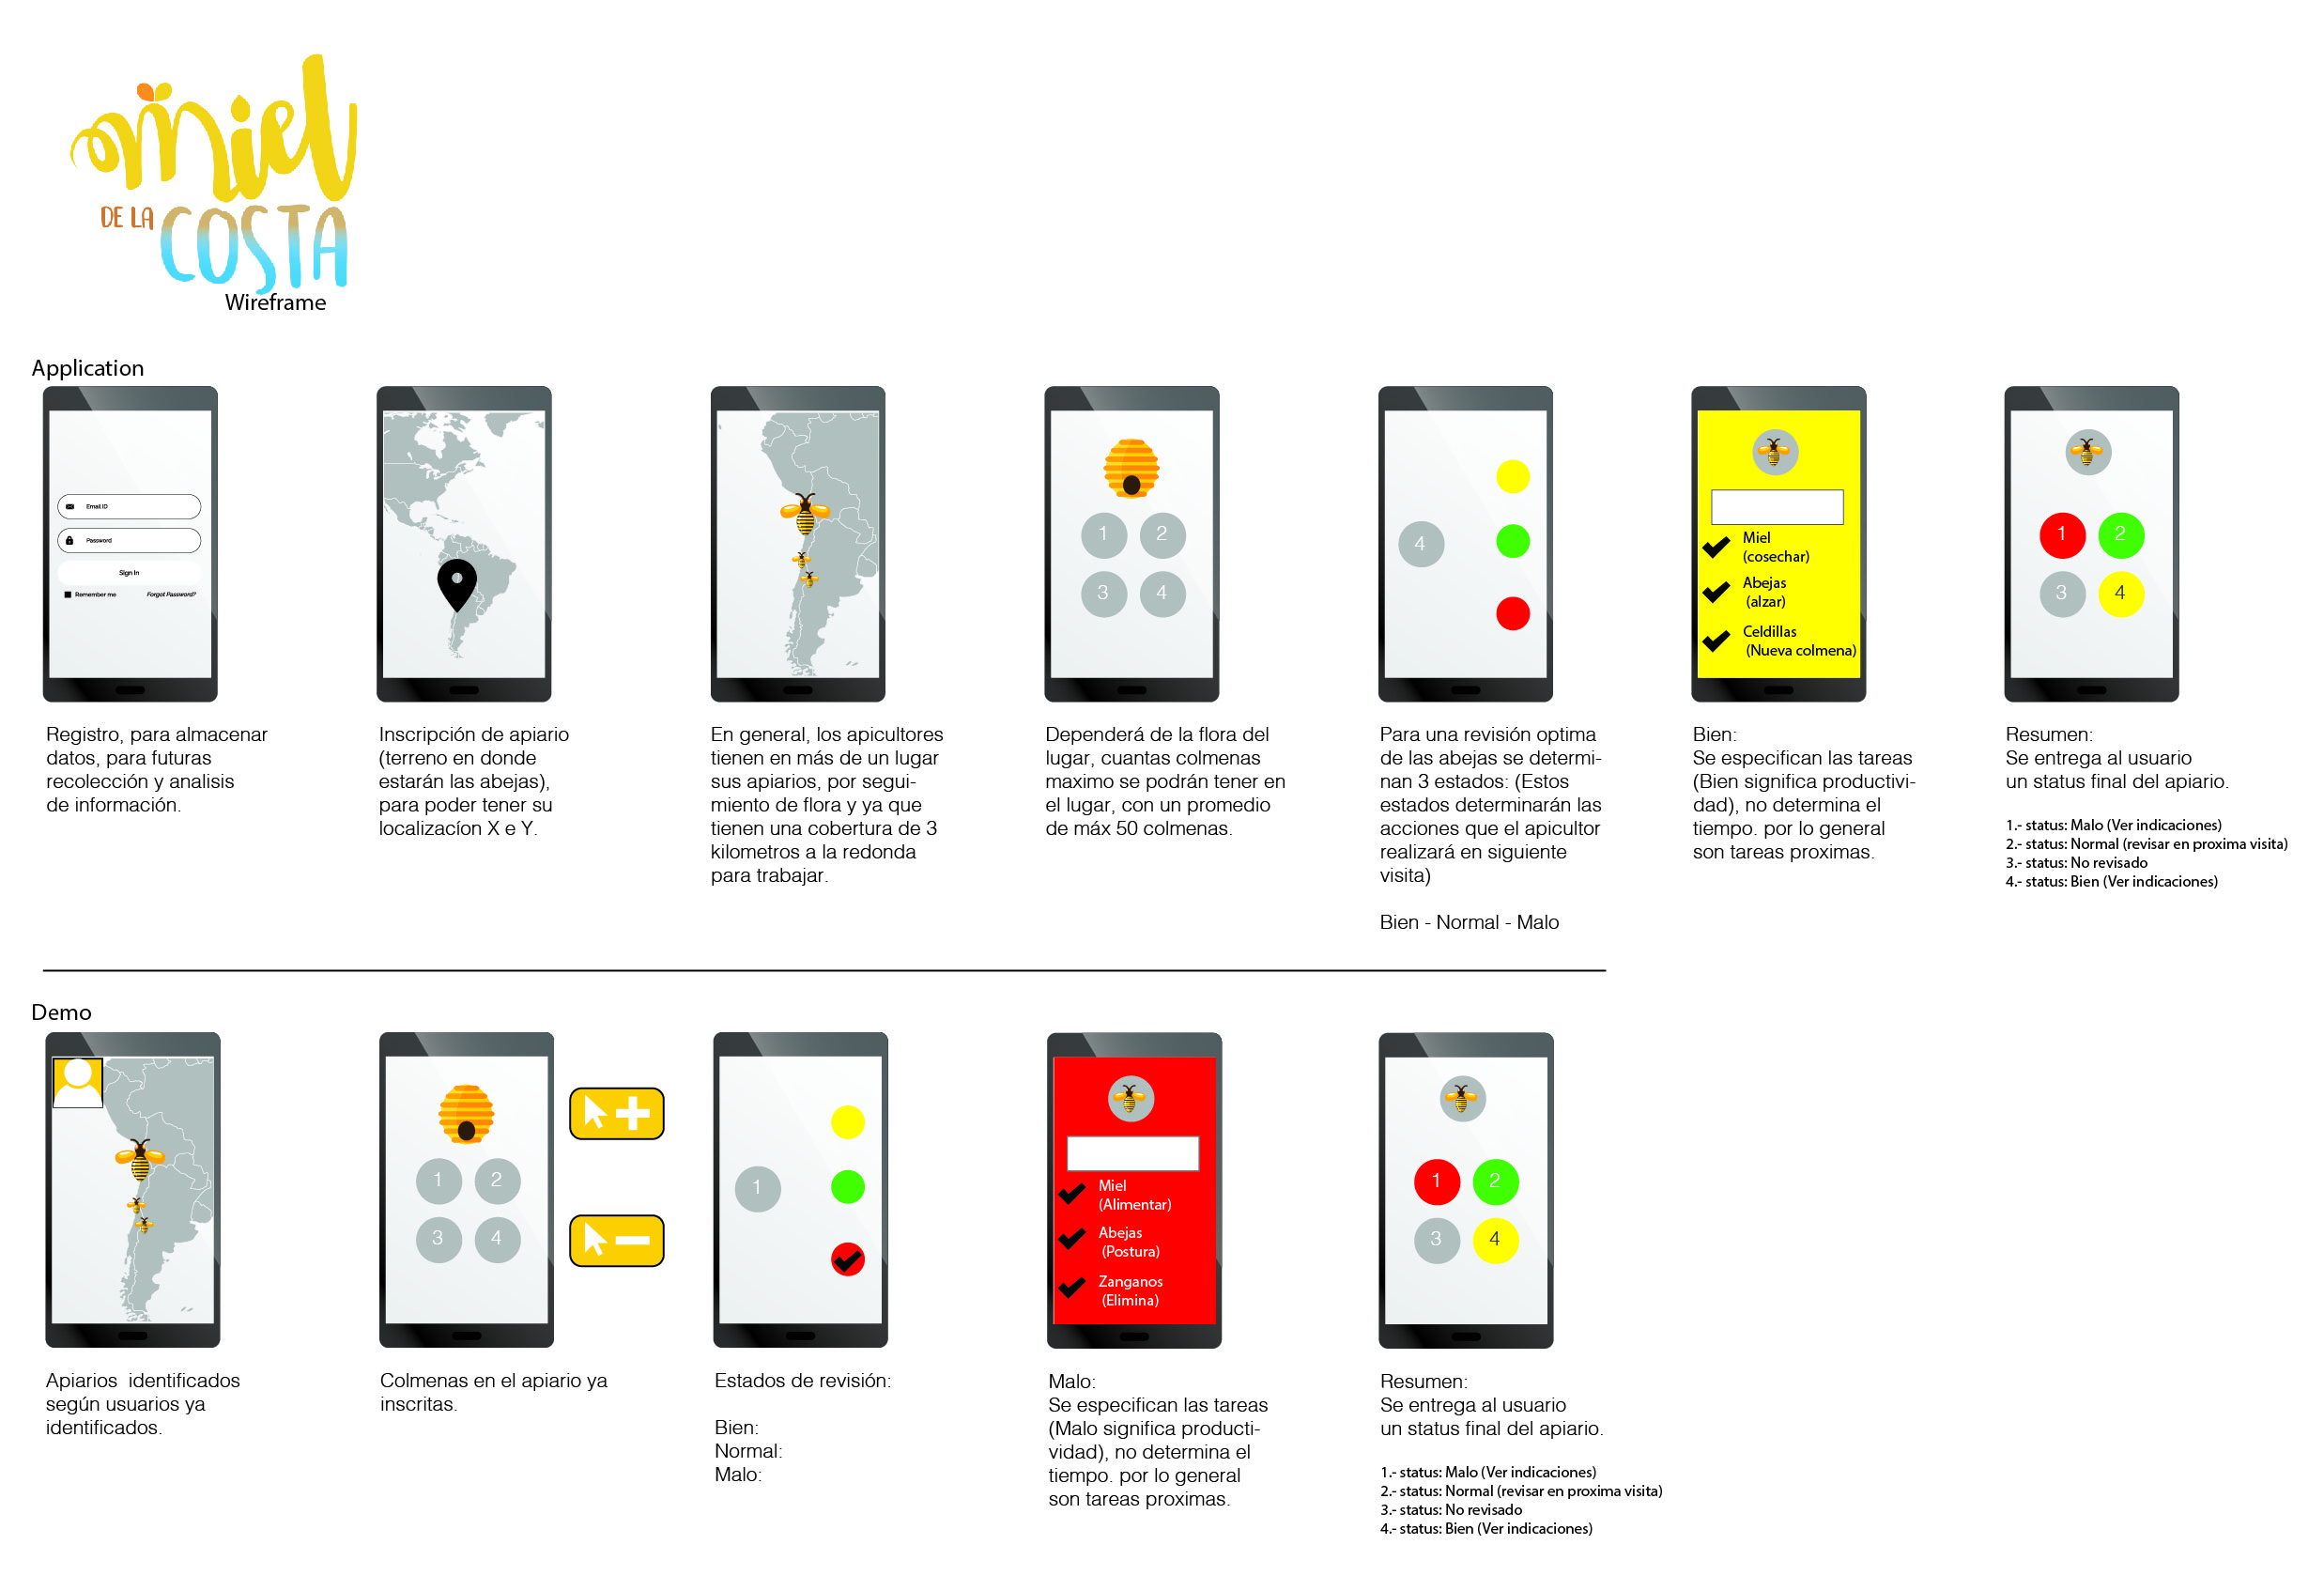 miel
DE LA COSTA
Wireframe
Application
Email ID
Password
Sign In
Remember me Forgot Password?
Registro, para almacenar
datos, para futuras
recolección y analisis
de información.
Inscripción de apiario
(terreno en donde
estarán las abejas),
para poder tener su
localizacíon X e Y.
En general, los apicultores
tienen en más de un lugar
sus apiarios, por segui-
miento de flora y ya que
tienen una cobertura de 3
kilometros a la redonda
para trabajar.
1 2
3 4
Dependerá de la flora del
lugar, cuantas colmenas
maximo se podrán tener en
el lugar, con un promedio
de máx 50 colmenas.
4
Para una revisión optima
de las abejas se determi-
nan 3 estados: (Estos
estados determinarán las
acciones que el apicultor
realizará en siguiente
visita)
Bien - Normal - Malo
Miel
(cosechar)
Abejas
(alzar)
Celdillas
(Nueva colmena)
Bien:
Se especifican las tareas
(Bien significa productivi-
dad), no determina el
tiempo. por lo general
son tareas proximas.
1 2
3 4
Resumen:
Se entrega al usuario
un status final del apiario.
1.- status: Malo (Ver indicaciones)
2.- status: Normal (revisar en proxima visita)
3.- status: No revisado
4.- status: Bien (Ver indicaciones)
Demo
Apiarios identificados
según usuarios ya
identificados.
1 2
3 4
Colmenas en el apiario ya
inscritas.
1
Estados de revisión:
Bien:
Normal:
Malo:
Miel
(Alimentar)
Abejas
(Postura)
Zanganos
(Elimina)
Malo:
Se especifican las tareas
(Malo significa producti-
vidad), no determina el
tiempo. por lo general
son tareas proximas.
1 2
3 4
Resumen:
Se entrega al usuario
un status final del apiario.
1.- status: Malo (Ver indicaciones)
2.- status: Normal (revisar en proxima visita)
3.- status: No revisado
4.- status: Bien (Ver indicaciones)